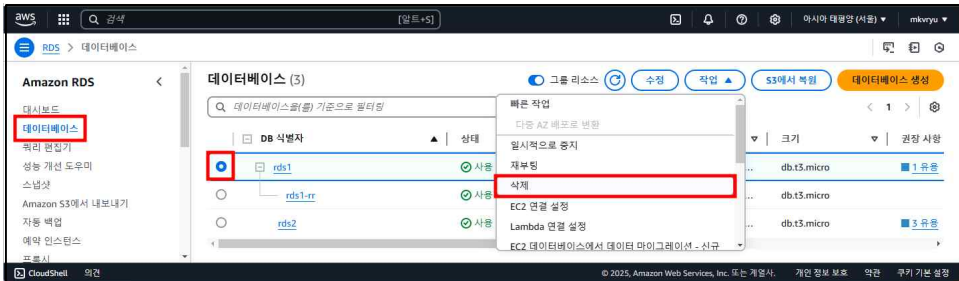 aws 검색 [알트+S] 아시아 태평양 (서울) ▼ mkvryu ▼
RDS > 데이터베이스
Amazon RDS
대시보드
데이터베이스
쿼리 편집기
성능 개선 도우미
스냅샷
Amazon S3에서 내보내기
자동 백업
예약 인스턴스
프록시
데이터베이스 (3) 그룹 리소스 수정 작업 ▲ S3에서 복원 데이터베이스 생성
데이터베이스을(를) 기준으로 필터링 < 1 >
DB 식별자 ▲ 상태 크기 권장 사항
rds1 사용 ... db.t3.micro 1 유용
rds1-rr 사용 ... db.t3.micro
rds2 사용 ... db.t3.micro 3 유용
빠른 작업
다중 AZ 배포로 변환
일시적으로 중지
재부팅
삭제
EC2 연결 설정
Lambda 연결 설정
EC2 데이터베이스에서 데이터 마이그레이션 - 신규
CloudShell 의견 © 2025, Amazon Web Services, Inc. 또는 계열사. 개인 정보 보호 약관 쿠키 기본 설정